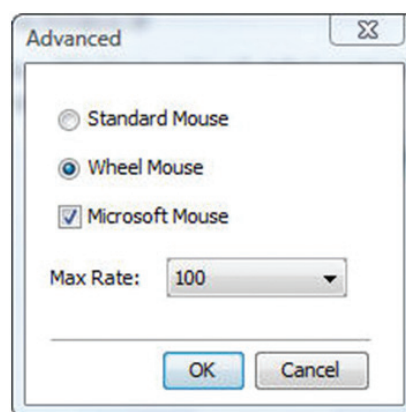 Advanced
Standard Mouse
Wheel Mouse
Microsoft Mouse
Max Rate: 100
OK Cancel